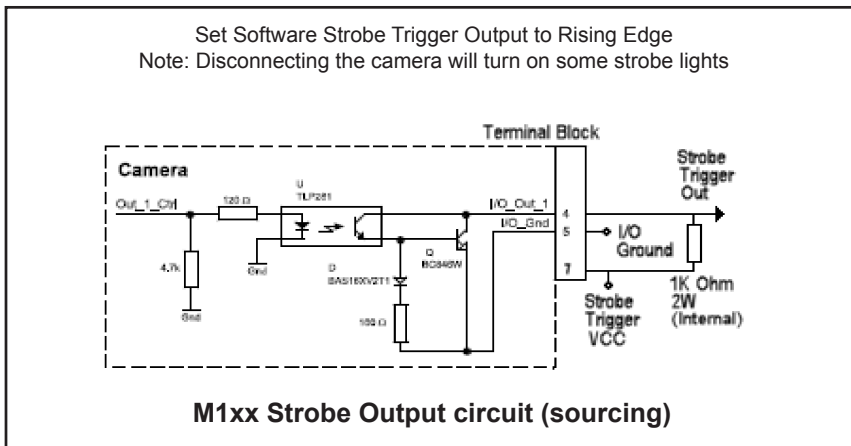 Set Software Strobe Trigger Output to Rising Edge
Note: Disconnecting the camera will turn on some strobe lights
Terminal Block
Camera
Strobe
Trigger
Out
U
TLP281
Out_1_Ctrl
120 Ω
I/O_Out_1
4
I/O_Gnd
5
I/O
Ground
4.7k
Gnd
Gnd
D
BAS16XV2T1
Q
BC846W
7
1K Ohm
2W
(Internal)
Strobe
Trigger
VCC
180 Ω
M1xx Strobe Output circuit (sourcing)